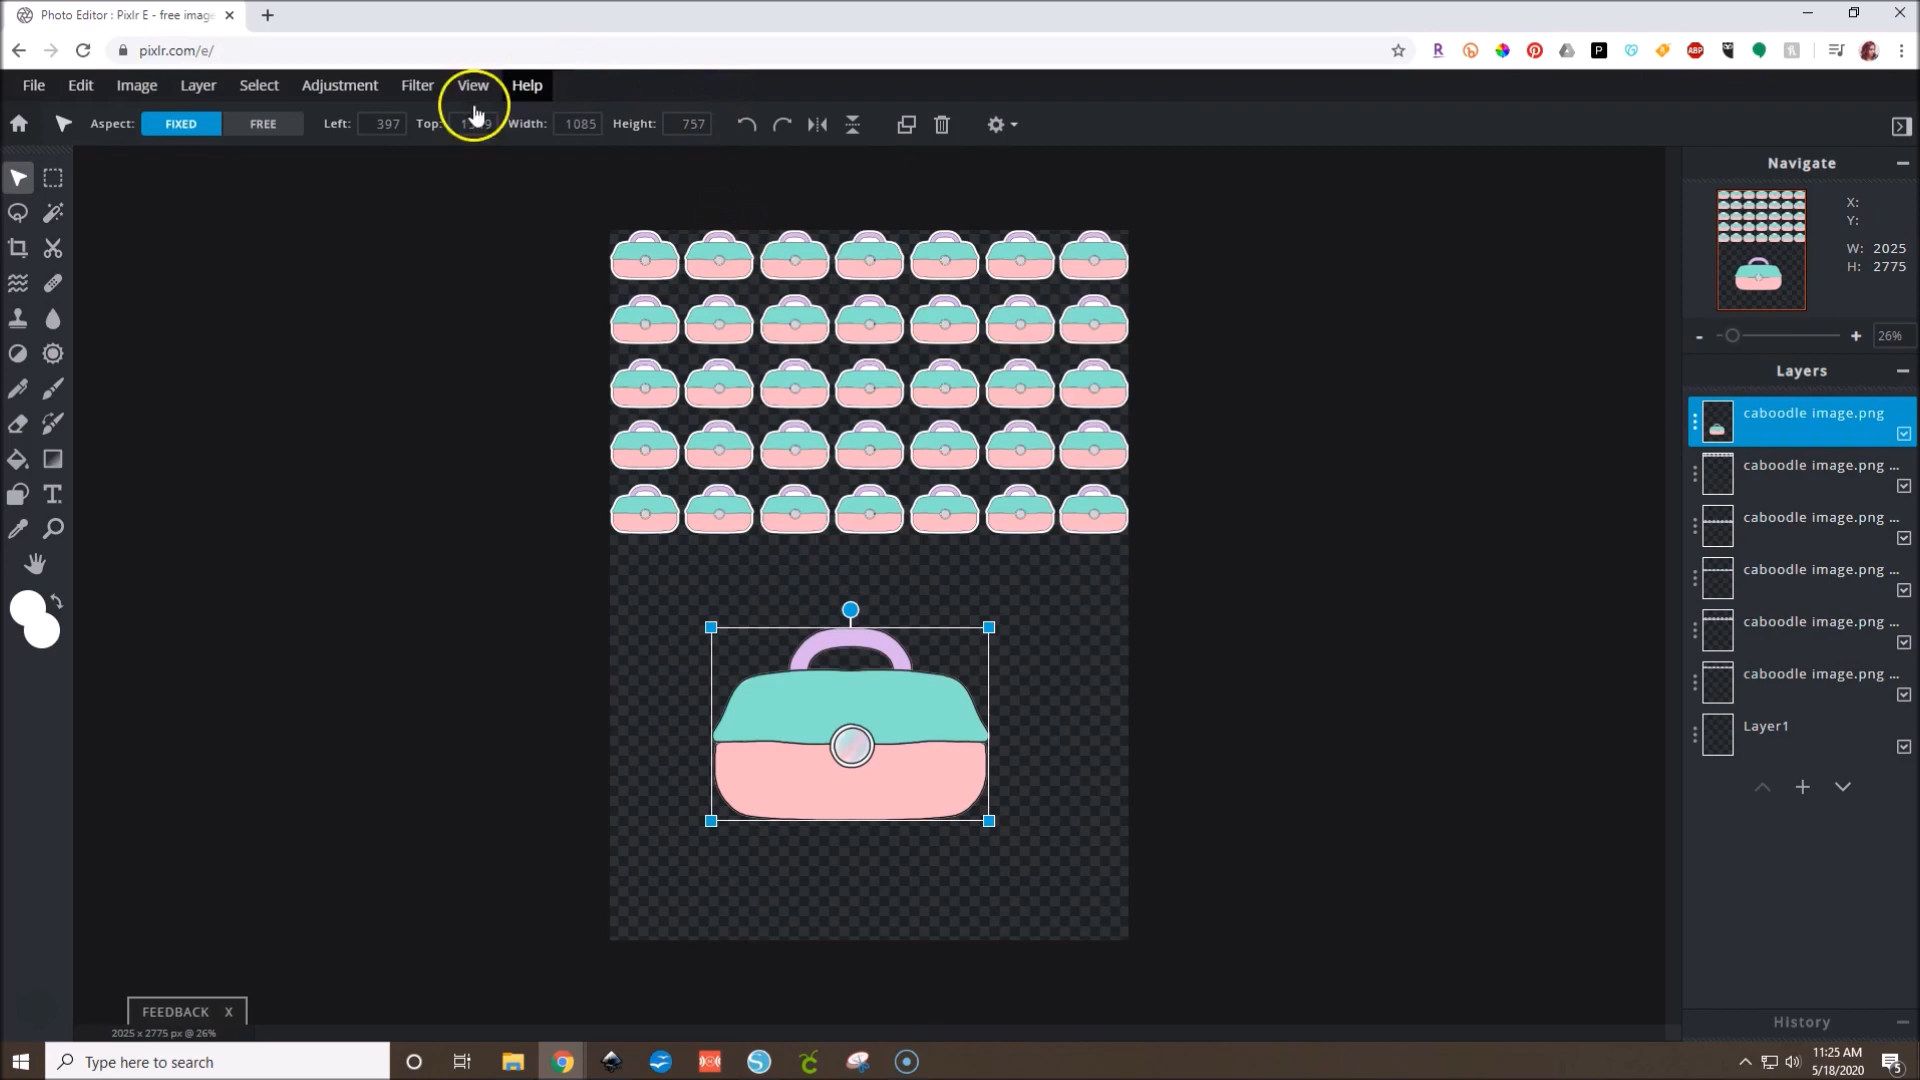 Photo Editor : Pixlr E - free imag
pixlr.com/e/
File Edit Image Layer Select Adjustment Filter View Help
Aspect: FIXED FREE Left: 397 Top: Width: 1085 Height: 757
Navigate
X:
Y:
W: 2025
H: 2775
- + 26%
Layers
caboodle image.png
caboodle image.png ...
caboodle image.png ...
caboodle image.png ...
caboodle image.png ...
caboodle image.png ...
Layer1
History
FEEDBACK X
2025 x 2775 px @ 26%
Type here to search
11:25 AM
5/18/2020
5